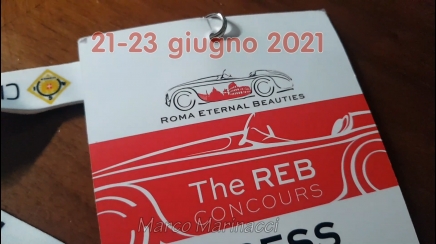 21-23 giugno 2021
ROMA ETERNAL BEAUTIES
The REB
CONCOURS
Marco Marinacci